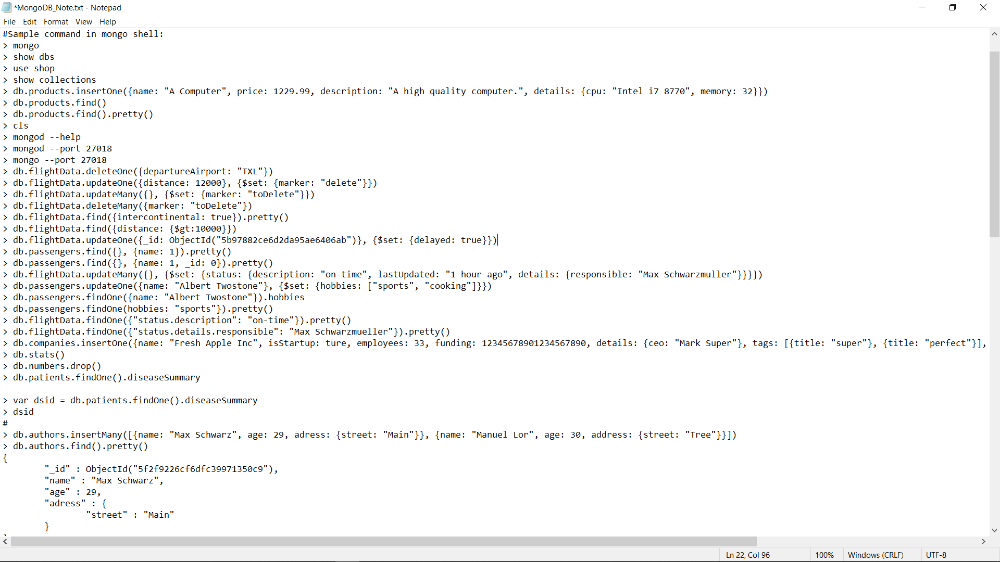 *MongoDB_Note.txt - Notepad
File Edit Format View Help
#Sample command in mongo shell:
> mongo
> show dbs
> use shop
> show collections
> db.products.insertOne({name: "A Computer", price: 1229.99, description: "A high quality computer.", details: {cpu: "Intel i7 8770", memory: 32}})
> db.products.find()
> db.products.find().pretty()
> cls
> mongod --help
> mongod --port 27018
> mongo --port 27018
> db.flightData.deleteOne({departureAirport: "TXL"})
> db.flightData.updateOne({distance: 12000}, {$set: {marker: "delete"}})
> db.flightData.updateMany({}, {$set: {marker: "toDelete"}})
> db.flightData.deleteMany({marker: "toDelete"})
> db.flightData.find({intercontinental: true}).pretty()
> db.flightData.find({distance: {$gt:10000}})
> db.flightData.updateOne({_id: ObjectId("5b97882ce6d2da95ae6406ab")}, {$set: {delayed: true}})
> db.passengers.find({}, {name: 1}).pretty()
> db.passengers.find({}, {name: 1, _id: 0}).pretty()
> db.flightData.updateMany({}, {$set: {status: {description: "on-time", lastUpdated: "1 hour ago", details: {responsible: "Max Schwarzmuller"}}}})
> db.passengers.updateOne({name: "Albert Twostone"}, {$set: {hobbies: ["sports", "cooking"]}})
> db.passengers.findOne({name: "Albert Twostone"}).hobbies
> db.passengers.findOne(hobbies: "sports"}).pretty()
> db.flightData.findOne({"status.description": "on-time"}).pretty()
> db.flightData.findOne({"status.details.responsible": "Max Schwarzmueller"}).pretty()
> db.companies.insertOne({name: "Fresh Apple Inc", isStartup: ture, employees: 33, funding: 12345678901234567890, details: {ceo: "Mark Super"}, tags: [{title: "super"}, {title: "perfect"}],
> db.stats()
> db.numbers.drop()
> db.patients.findOne().diseaseSummary
> var dsid = db.patients.findOne().diseaseSummary
> dsid
#
> db.authors.insertMany([{name: "Max Schwarz", age: 29, adress: {street: "Main"}}, {name: "Manuel Lor", age: 30, address: {street: "Tree"}}])
> db.authors.find().pretty()
{
"_id" : ObjectId("5f2f9226cf6dfc39971350c9"),
"name" : "Max Schwarz",
"age" : 29,
"adress" : {
"street" : "Main"
}
Ln 22, Col 96 100% Windows (CRLF) UTF-8